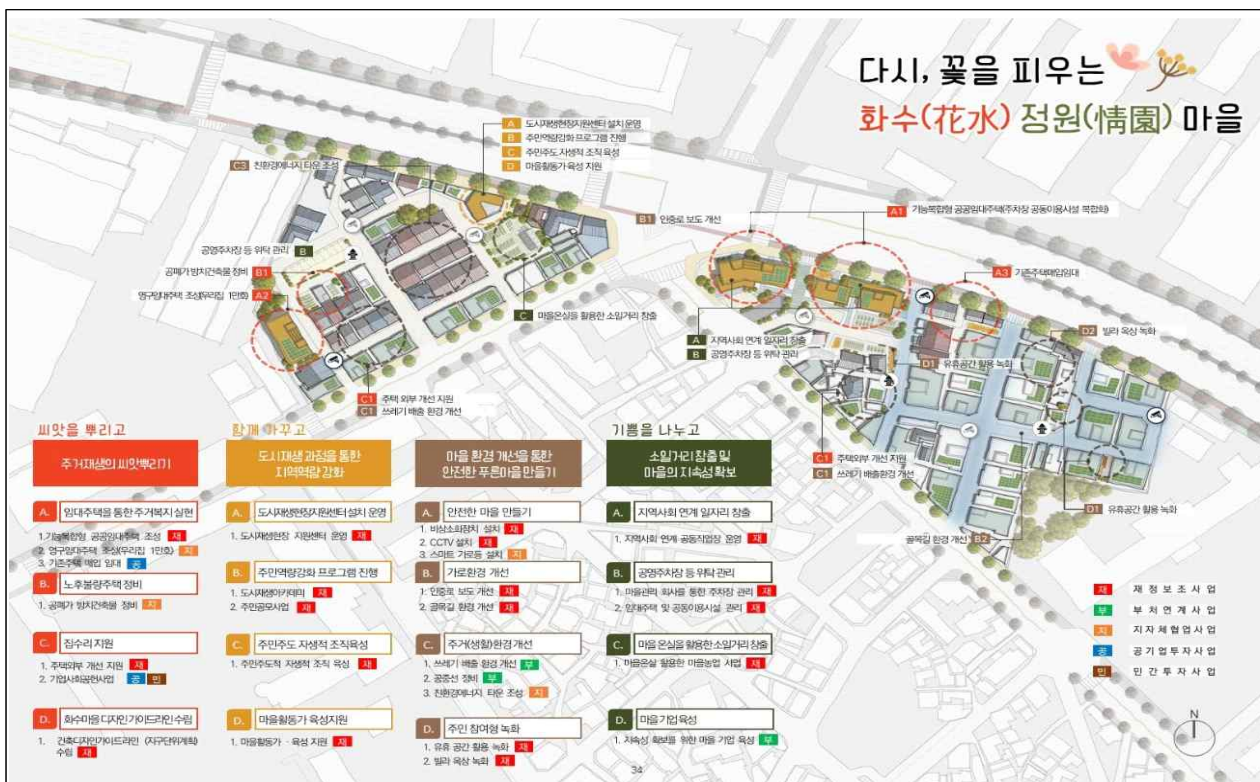 다시, 꽃을 피우는
화수(花水) 정원(情園) 마을
A 도시재생현장지원센터 설치 운영
B 주민역량강화 프로그램 진행
C 주민주도 자생적 조직 육성
D 마을활동가 육성 지원
C3 친환경에너지 타운 조성
B1 인중로 보도 개선
A1 기능복합형 공공임대주택(주차장 공동이용시설 복합화)
공영주차장 등 위탁 관리 B
공폐가 방치건축물 정비 B1
영구임대주택 조성(우리집 1만호) A2
A3 기존주택매입임대
C 마을온실을 활용한 소일거리 창출
D2 빌라 옥상 녹화
A 지역사회 연계 일자리 창출
B 공영주차장 등 위탁 관리
D1 유휴공간 활용 녹화
C1 주택 외부 개선 지원
C1 쓰레기 배출 환경 개선
C1 주택외부 개선 지원
C1 쓰레기 배출환경 개선
D1 유휴공간 활용 녹화
골목길 환경 개선 B2
씨앗을 뿌리고
주거재생의 씨앗뿌리기
A. 임대주택을 통한 주거복지 실현
1.기능복합형 공공임대주택 조성 재
2. 영구임대주택 조성(우리집 1만호) 지
3. 기존주택 매입 임대 공
B. 노후불량주택 정비
1. 공폐가 방치건축물 정비 지
C. 집수리 지원
1. 주택외부 개선 지원 재
2. 기업사회공헌사업 공 민
D. 화수마을 디자인 가이드라인 수립
1. 건축디자인가이드라인 (지구단위계획)
수립 재
함께 가꾸고
도시재생 과정을 통한
지역역량 강화
A. 도시재생현장지원센터 설치 운영
1. 도시재생현장 지원센터 운영 재
B. 주민역량강화 프로그램 진행
1. 도시재생아카데미 재
2. 주민공모사업 재
C. 주민주도 자생적 조직육성
1. 주민주도적 자생적 조직 육성 재
D. 마을활동가 육성지원
1. 마을활동가 · 육성 지원 재
마을 환경 개선을 통한
안전한 푸른마을 만들기
A. 안전한 마을 만들기
1. 비상소화장치 설치 재
2. CCTV 설치 재
3. 스마트 가로등 설치 지
B. 가로환경 개선
1. 인중로 보도 개선 재
2. 골목길 환경 개선 재
C. 주거(생활)환경 개선
1. 쓰레기 배출 환경 개선 부
2. 공중선 정비 부
3. 친환경에너지 타운 조성 지
D. 주민 참여형 녹화
1. 유휴 공간 활용 녹화 재
2. 빌라 옥상 녹화 재
기쁨을 나누고
소일거리 창출 및
마을의 지속성 확보
A. 지역사회 연계 일자리 창출
1. 지역사회 연계 공동작업장 운영 재
B. 공영주차장 등 위탁 관리
1. 마을관리 회사를 통한 주차장 관리 재
2. 임대주택 및 공동이용시설 관리 재
C. 마을 온실을 활용한 소일거리 창출
1. 마을온실 활용한 마을농업 사업 재
D. 마을 기업 육성
1. 지속성 확보를 위한 마을 기업 육성 부
재 재정보조사업
부 부처연계사업
지 지자체협업사업
공 공기업투자사업
민 민간투자사업
N
34